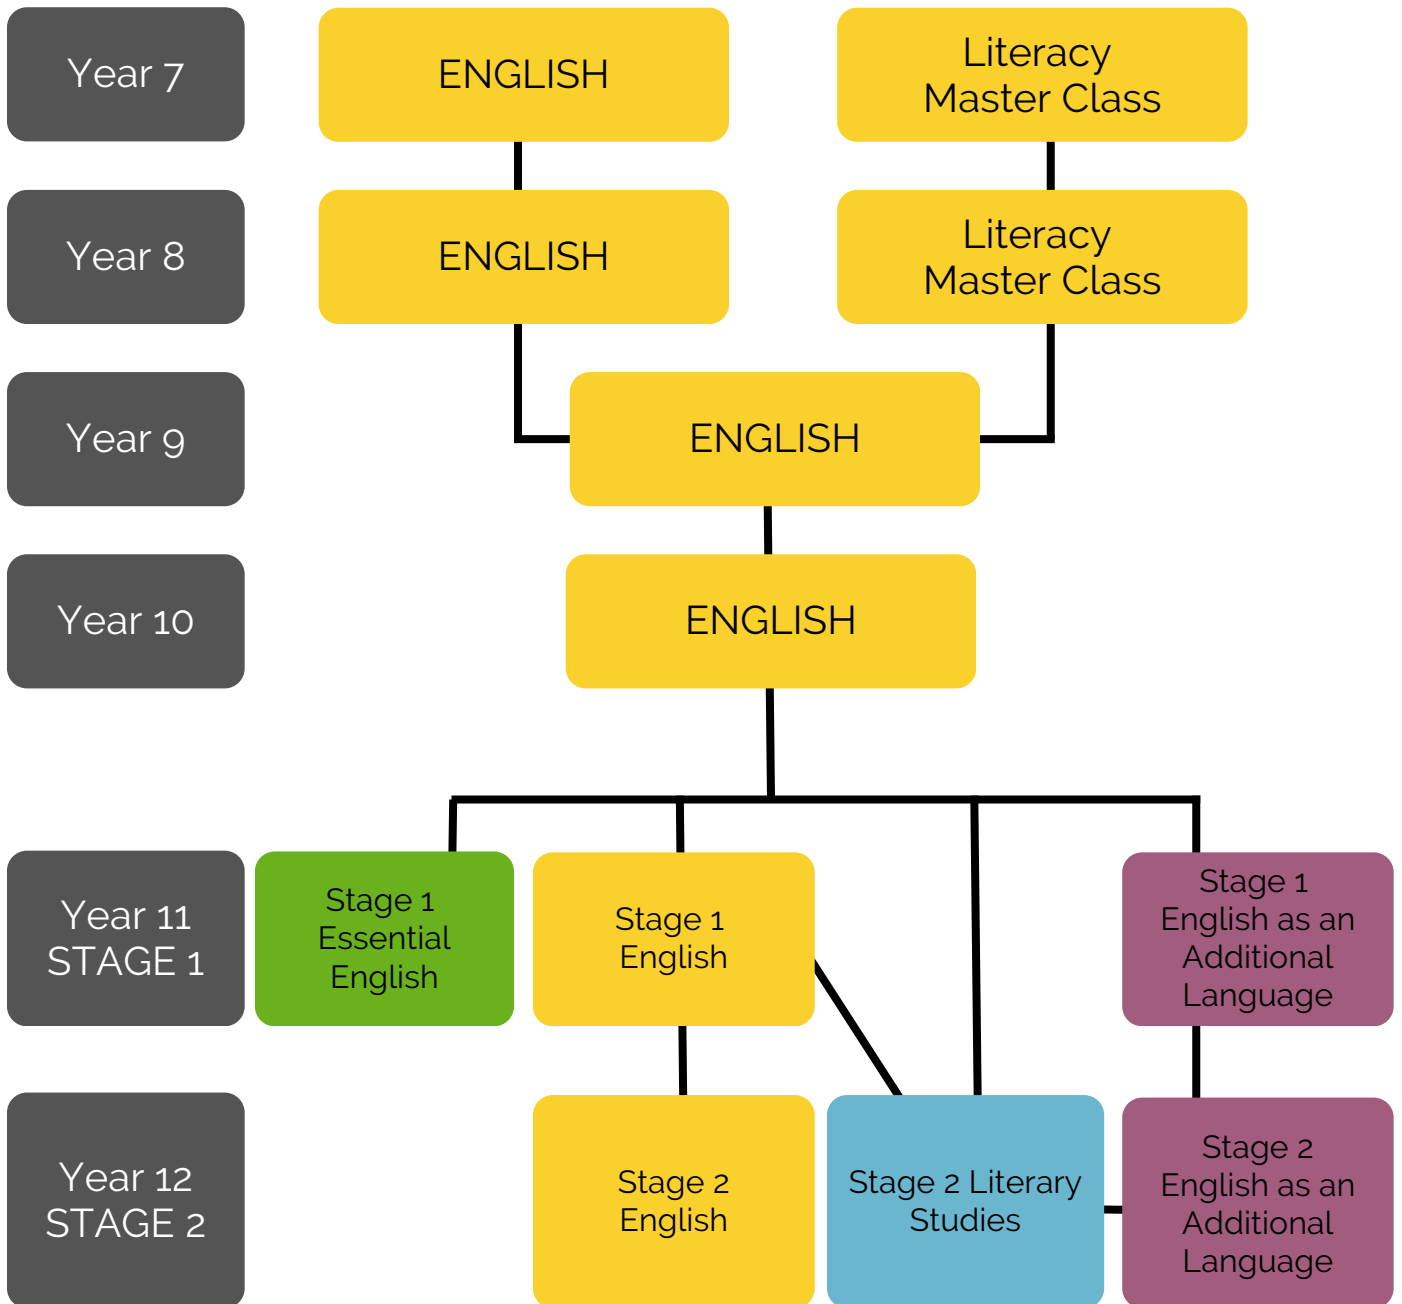 Year 7
ENGLISH
Literacy
Master Class
Year 8
ENGLISH
Literacy
Master Class
Year 9
ENGLISH
Year 10
ENGLISH
Year 11
STAGE 1
Stage 1
Essential
English
Stage 1
English
Stage 1
English as an
Additional
Language
Year 12
STAGE 2
Stage 2
English
Stage 2 Literary
Studies
Stage 2
English as an
Additional
Language